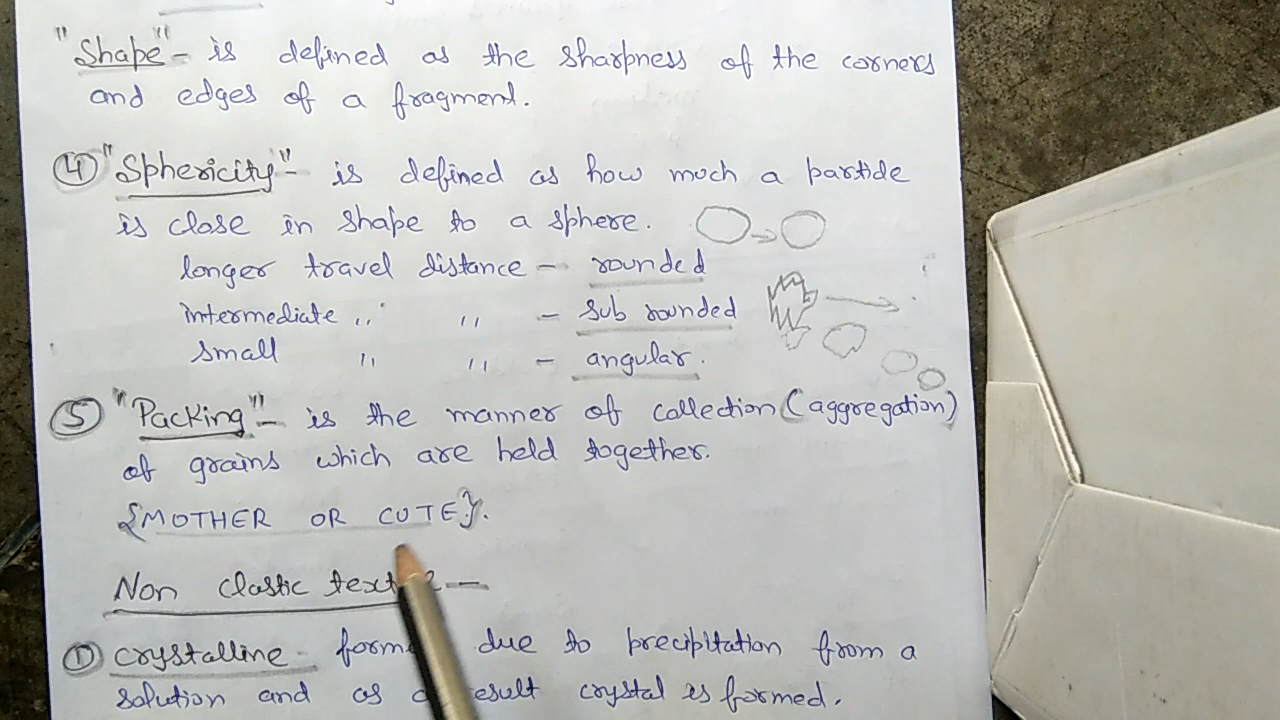 "Shape" - is defined as the sharpness of the corners
and edges of a fragment.
④ "Sphericity" - is defined as how much a particle
is close in shape to a sphere.
longer travel distance - rounded
intermediate ,, ,, - sub rounded
small ,, ,, - angular.
⑤ "Packing" - is the manner of collection (aggregation)
of grains which are held together.
{MOTHER OR CUTE}.
Non clastic -
① crystalline - due to precipitation from a
solution and as crystal is formed.